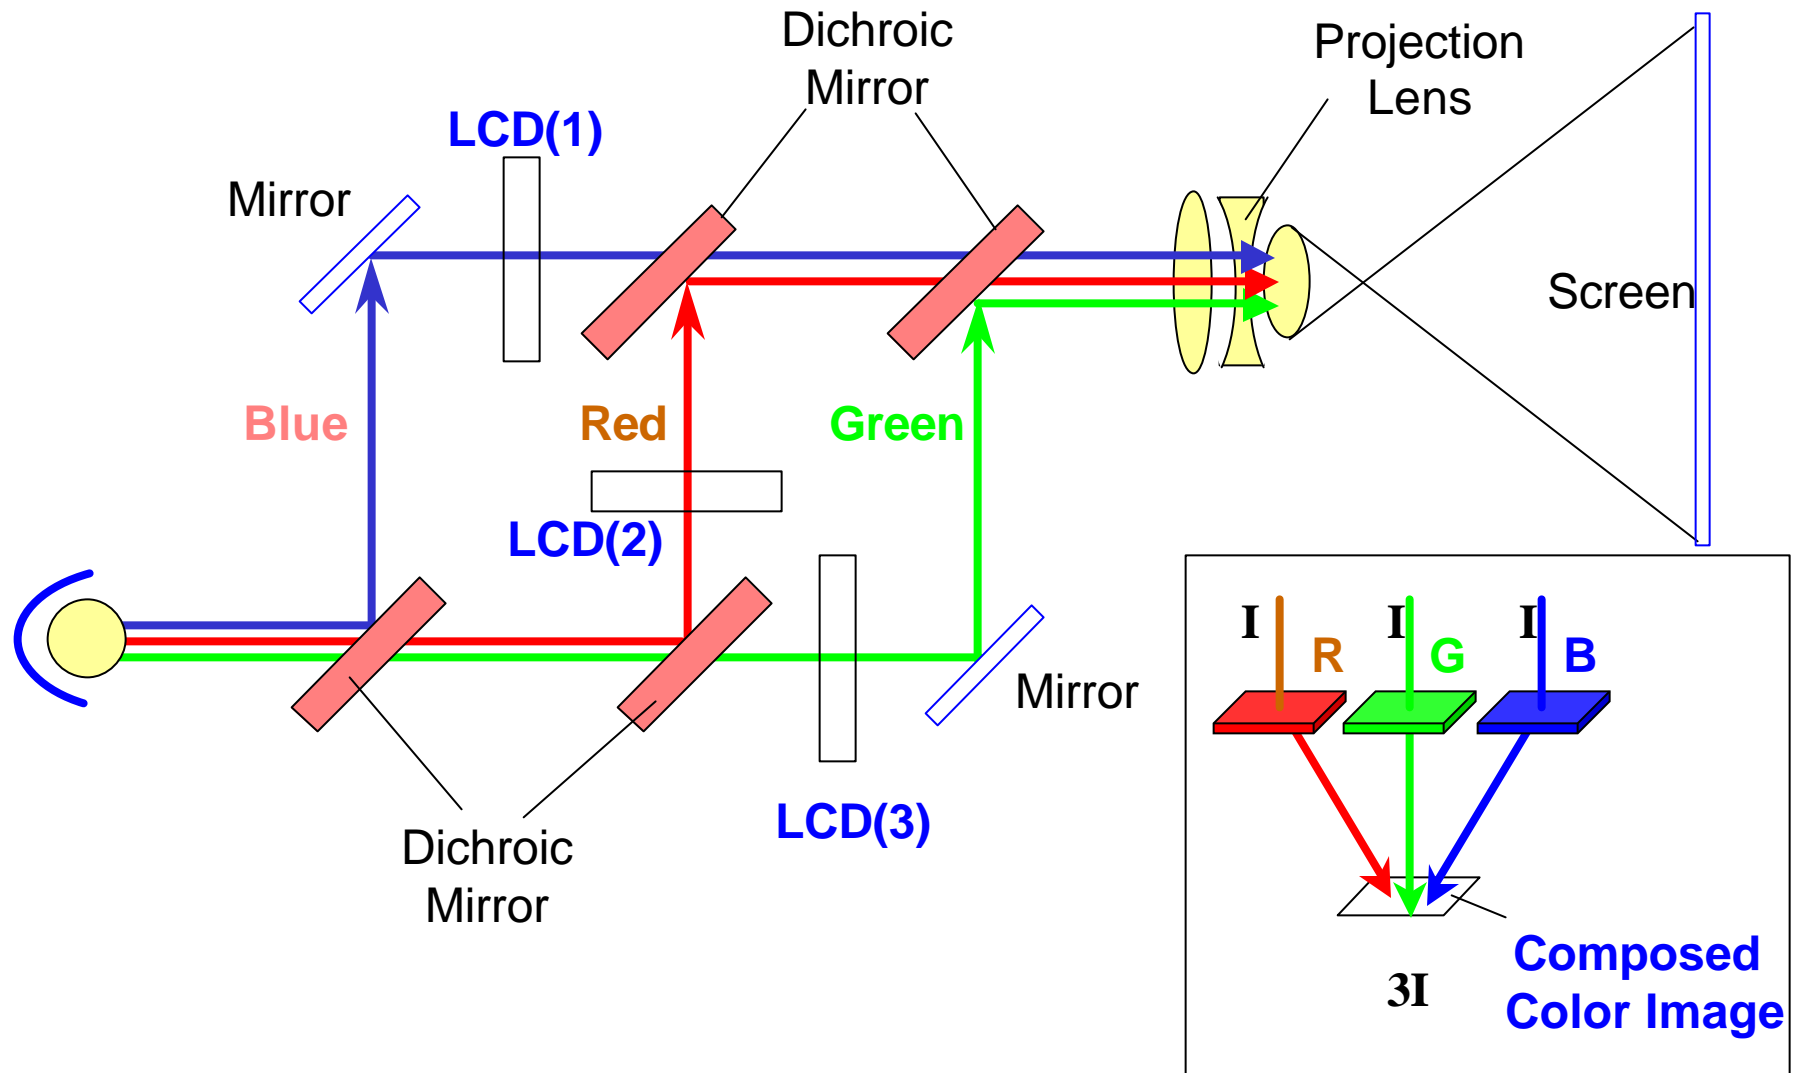 Dichroic
Mirror
Projection
Lens
LCD(1)
Mirror
Screen
Blue
Red
Green
LCD(2)
Mirror
LCD(3)
Dichroic
Mirror
I I I
R G B
Composed
Color Image
3I